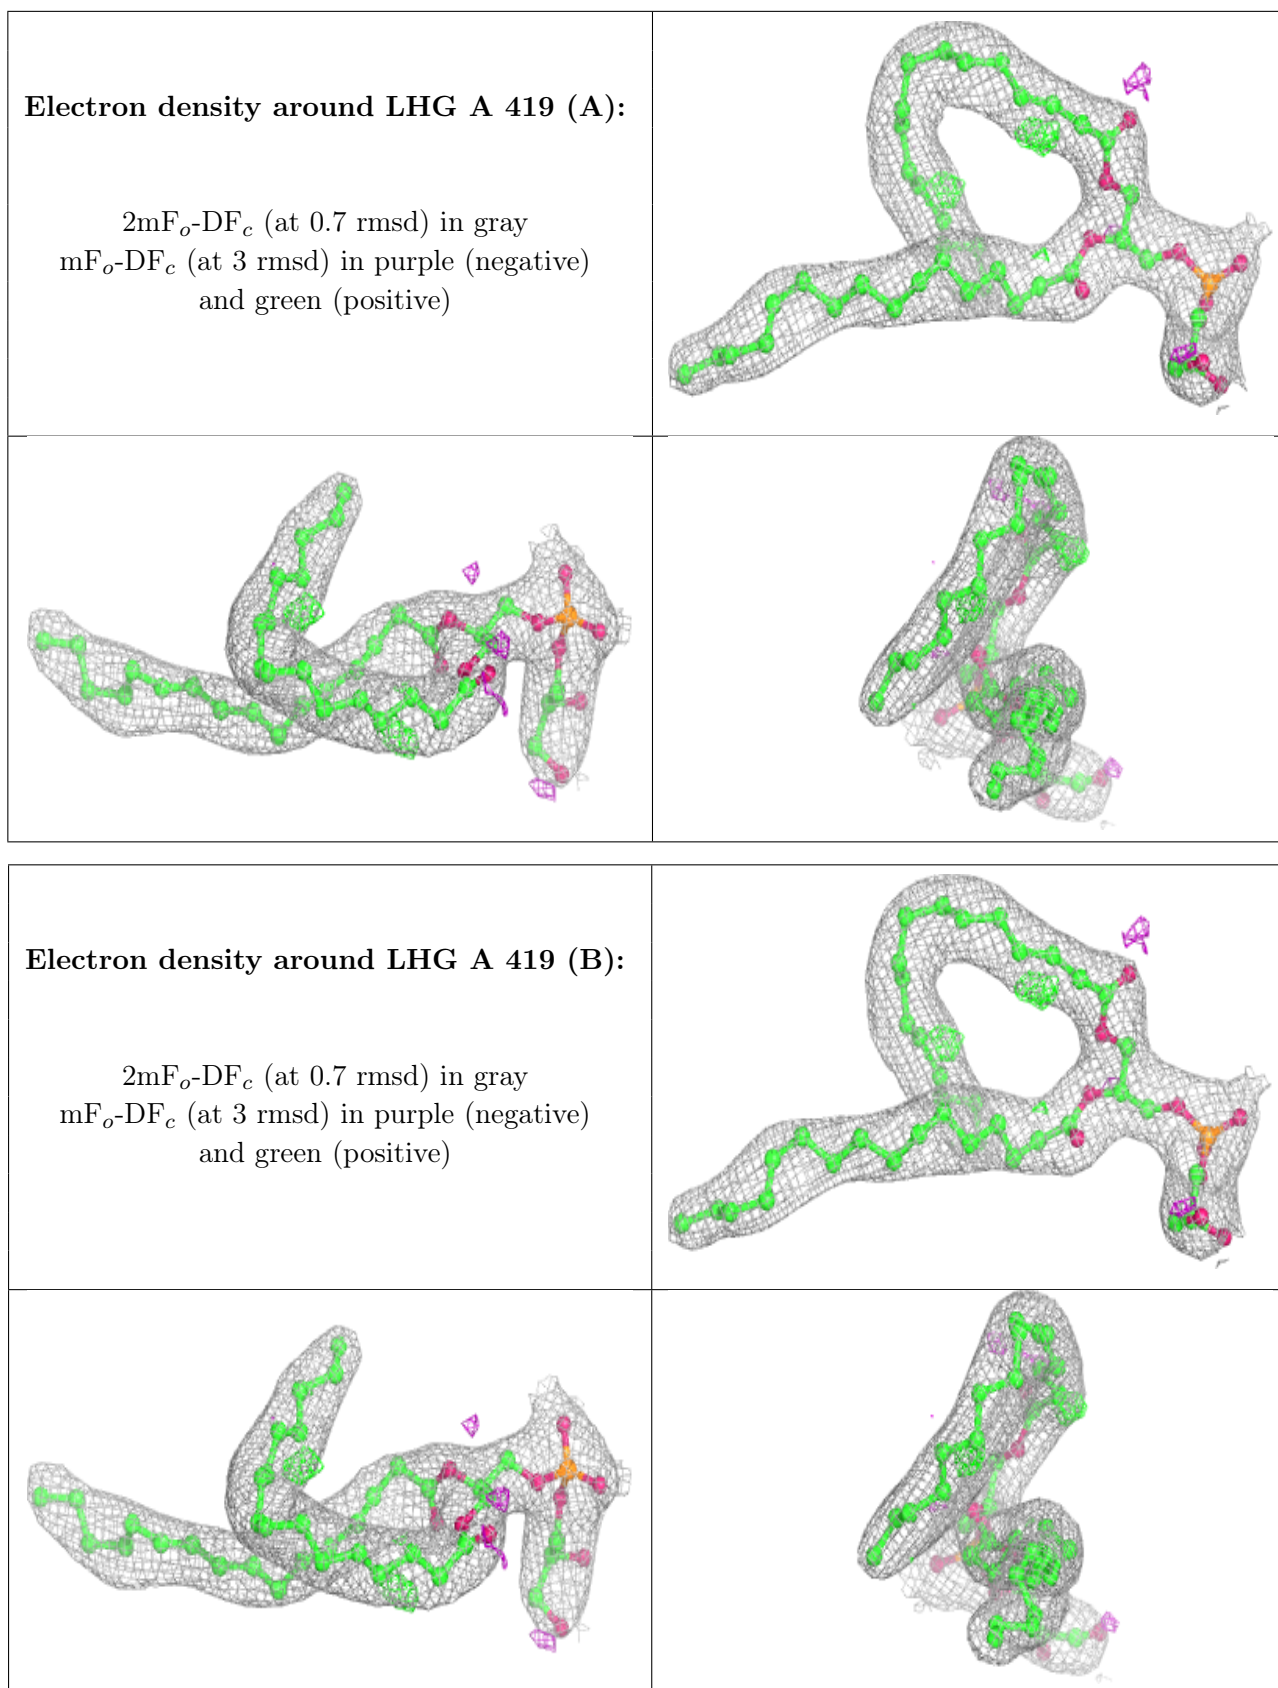 Electron density around LHG A 419 (A):
2mFₒ-DF𝒸 (at 0.7 rmsd) in gray
mFₒ-DF𝒸 (at 3 rmsd) in purple (negative)
and green (positive)
Electron density around LHG A 419 (B):
2mFₒ-DF𝒸 (at 0.7 rmsd) in gray
mFₒ-DF𝒸 (at 3 rmsd) in purple (negative)
and green (positive)